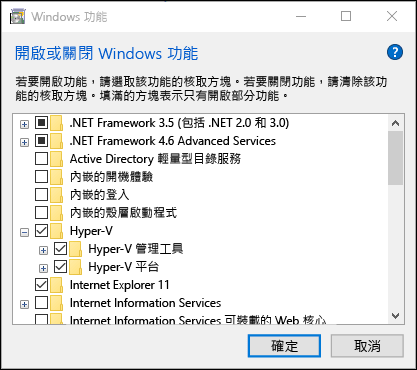 Windows 功能
開啟或關閉 Windows 功能
若要開啟功能，請選取該功能的核取方塊。若要關閉功能，請清除該功
能的核取方塊。填滿的方塊表示只有開啟部分功能。
.NET Framework 3.5 (包括 .NET 2.0 和 3.0)
.NET Framework 4.6 Advanced Services
Active Directory 輕量型目錄服務
內嵌的開機體驗
內嵌的登入
內嵌的殼層啟動程式
Hyper-V
Hyper-V 管理工具
Hyper-V 平台
Internet Explorer 11
Internet Information Services
Internet Information Services 可裝載的 Web 核心
確定
取消